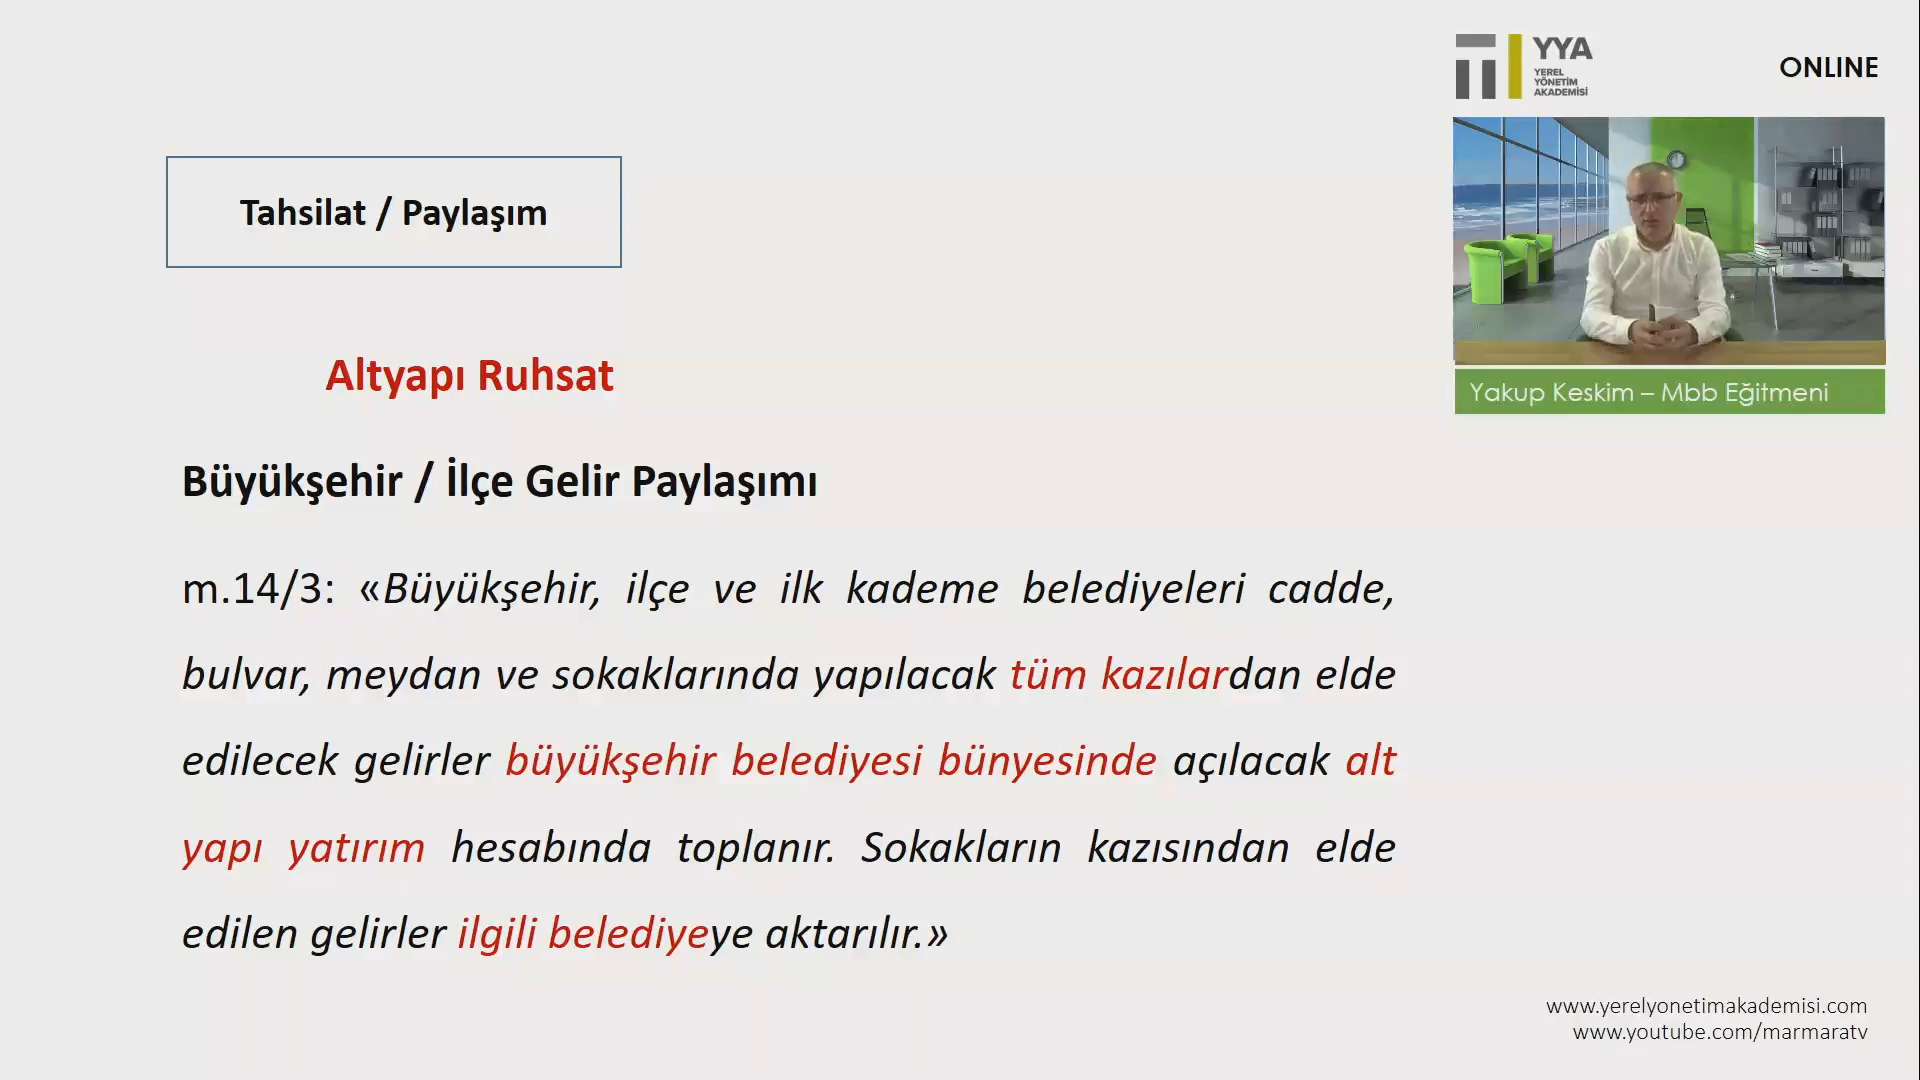 YYA
YEREL
YÖNETİM
AKADEMİSİ
ONLINE
Tahsilat / Paylaşım
Yakup Keskim – Mbb Eğitmeni
Altyapı Ruhsat
Büyükşehir / İlçe Gelir Paylaşımı
m.14/3: «Büyükşehir, ilçe ve ilk kademe belediyeleri cadde,
bulvar, meydan ve sokaklarında yapılacak tüm kazılardan elde
edilecek gelirler büyükşehir belediyesi bünyesinde açılacak alt
yapı yatırım hesabında toplanır. Sokakların kazısından elde
edilen gelirler ilgili belediyeye aktarılır.»
www.yerelyonetimakademisi.com
www.youtube.com/marmaratv